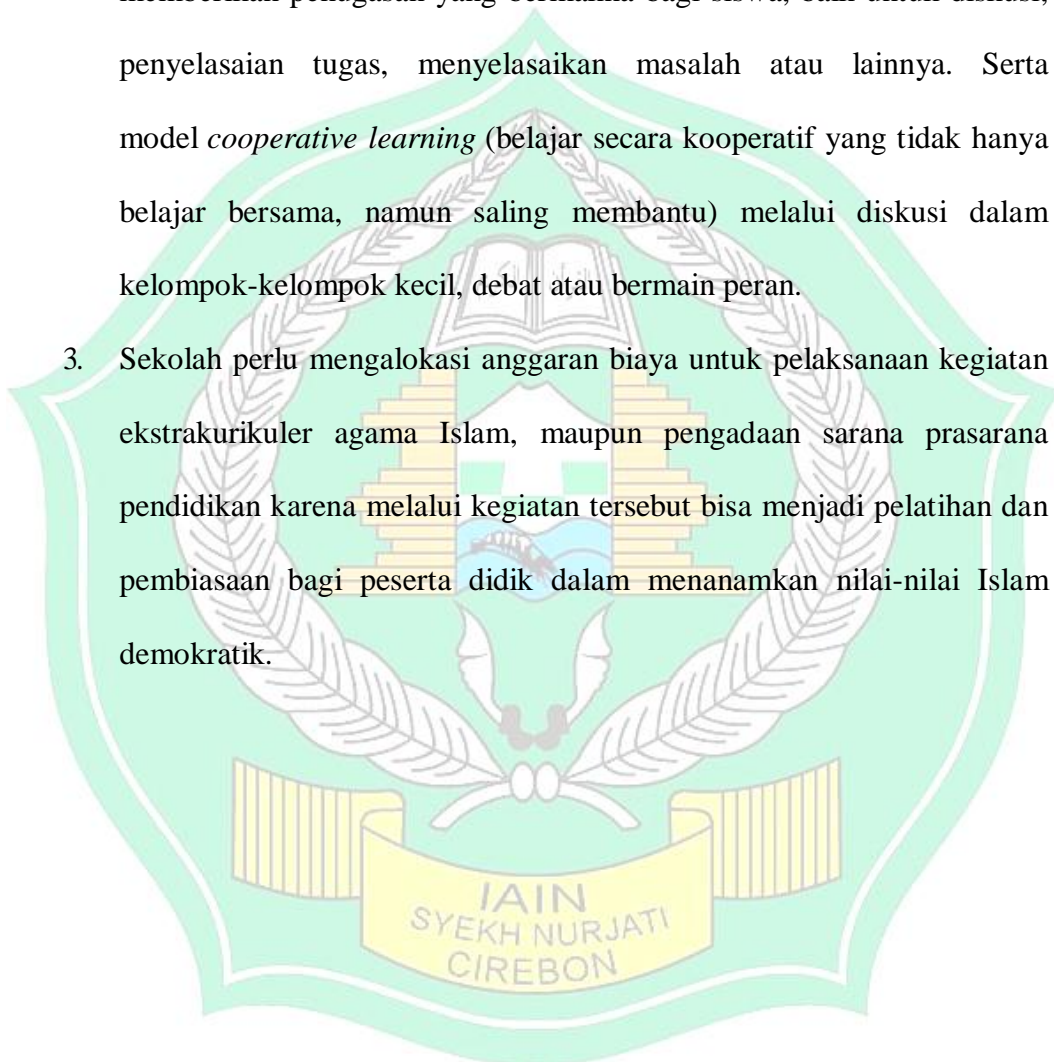 penyelasaian tugas, menyelasaikan masalah atau lainnya. Serta
model cooperative learning (belajar secara kooperatif yang tidak hanya
belajar bersama, namun saling membantu) melalui diskusi dalam
kelompok-kelompok kecil, debat atau bermain peran.
3. Sekolah perlu mengalokasi anggaran biaya untuk pelaksanaan kegiatan
ekstrakurikuler agama Islam, maupun pengadaan sarana prasarana
pendidikan karena melalui kegiatan tersebut bisa menjadi pelatihan dan
pembiasaan bagi peserta didik dalam menanamkan nilai-nilai Islam
demokratik.
IAIN
SYEKH NURJATI
CIREBON